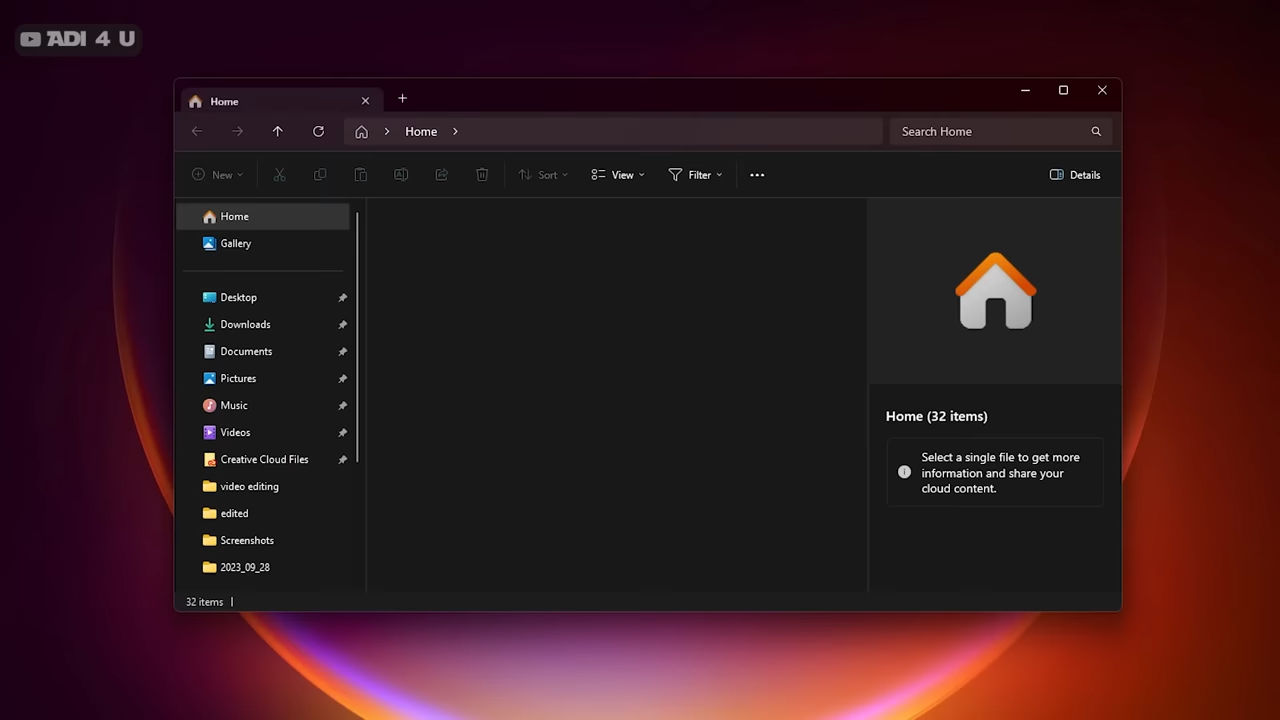 ADI 4 U
Home
Home
Search Home
New
Sort
View
Filter
Details
Home
Gallery
Desktop
Downloads
Documents
Pictures
Music
Videos
Creative Cloud Files
video editing
edited
Screenshots
2023_09_28
Home (32 items)
Select a single file to get more
information and share your
cloud content.
32 items